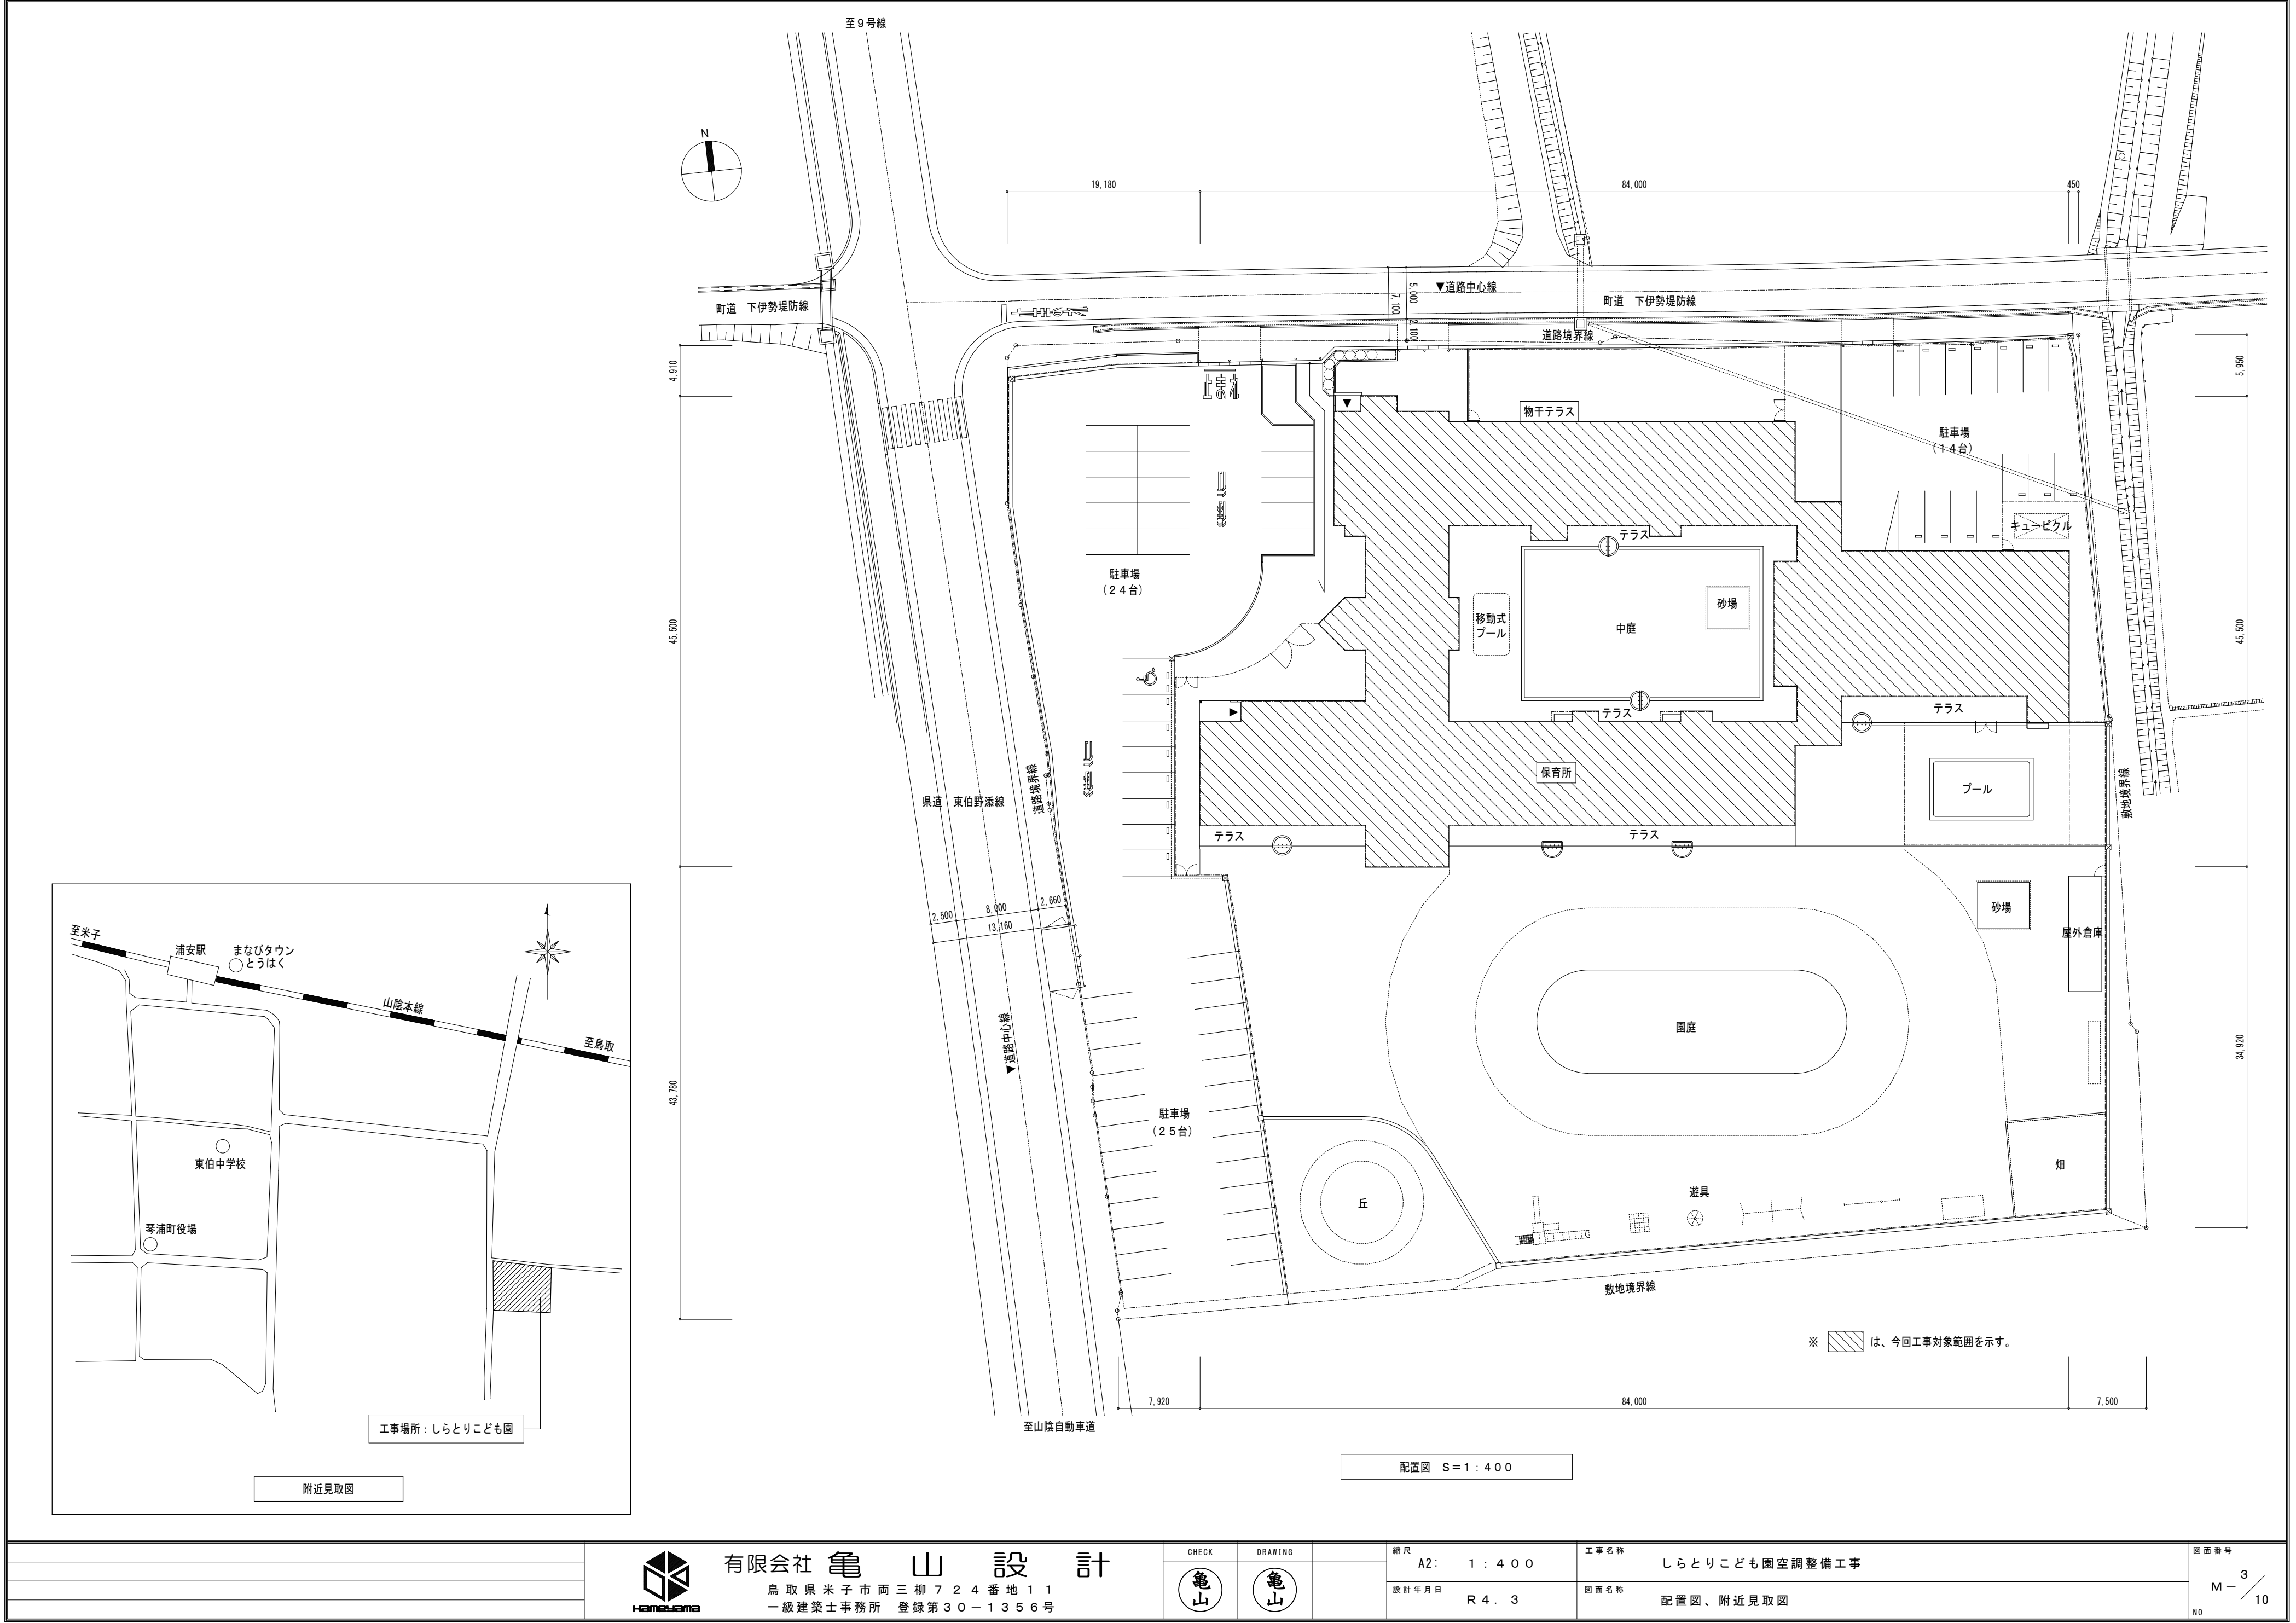 至９号線
N
19,180
84,000
450
5,000
7,100
2,100
▼道路中心線
町道　下伊勢堤防線
町道　下伊勢堤防線
道路境界線
止まれ
4,910
5,950
物干テラス
駐車場
（１４台）
キュービクル
テラス
駐車場
（２４台）
移動式
プール
砂場
中庭
45,500
45,500
テラス
テラス
保育所
プール
県道　東伯野添線
道路境界線
敷地境界線
テラス
テラス
2,500
8,000
2,660
13,160
砂場
屋外倉庫
園庭
▼道路中心線
43,780
34,920
駐車場
（２５台）
丘
遊具
畑
敷地境界線
※　は、今回工事対象範囲を示す。
7,920
84,000
7,500
至山陰自動車道
配置図　Ｓ＝１：４００
至米子
浦安駅
まなびタウン
とうはく
山陰本線
至鳥取
東伯中学校
琴浦町役場
工事場所：しらとりこども園
附近見取図
Hameyama
有限会社 亀山設計
鳥取県米子市両三柳７２４番地１１
一級建築士事務所　登録第３０－１３５６号
CHECK
DRAWING
亀山
亀山
縮尺
A2:　１：４００
設計年月日
Ｒ４．３
工事名称
しらとりこども園空調整備工事
図面名称
配置図、附近見取図
図面番号
Ｍ－3／10
NO